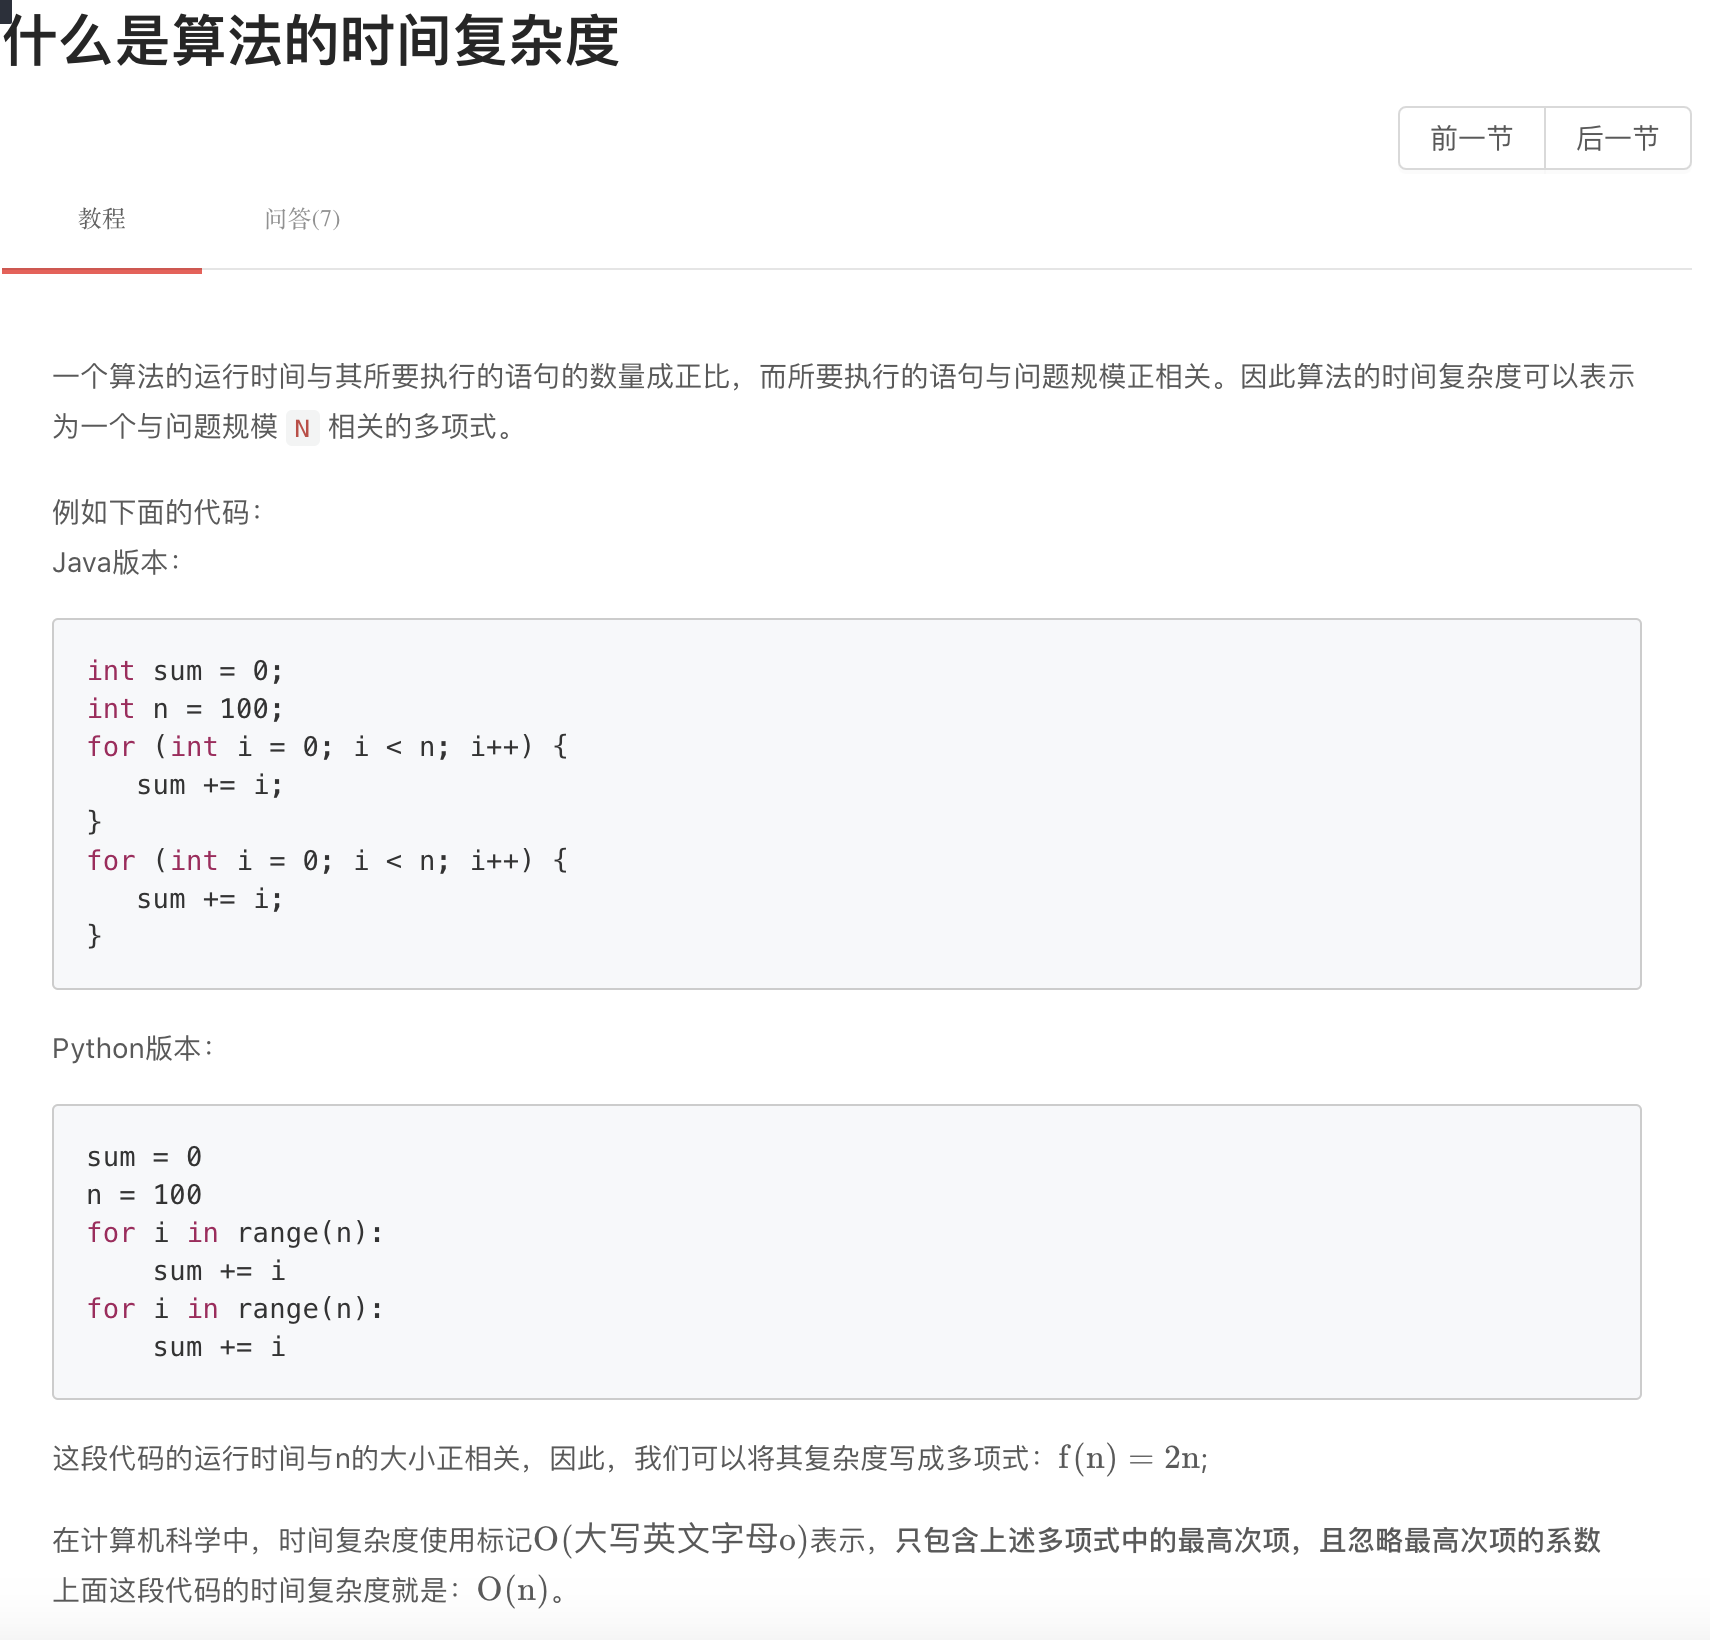 什么是算法的时间复杂度
前一节 后一节
教程 问答(7)
一个算法的运行时间与其所要执行的语句的数量成正比，而所要执行的语句与问题规模正相关。因此算法的时间复杂度可以表示
为一个与问题规模 N 相关的多项式。
例如下面的代码：
Java版本：
int sum = 0;
int n = 100;
for (int i = 0; i < n; i++) {
   sum += i;
}
for (int i = 0; i < n; i++) {
   sum += i;
}
Python版本：
sum = 0
n = 100
for i in range(n):
    sum += i
for i in range(n):
    sum += i
这段代码的运行时间与n的大小正相关，因此，我们可以将其复杂度写成多项式：f(n) = 2n;
在计算机科学中，时间复杂度使用标记O(大写英文字母o)表示，只包含上述多项式中的最高次项，且忽略最高次项的系数
上面这段代码的时间复杂度就是：O(n)。